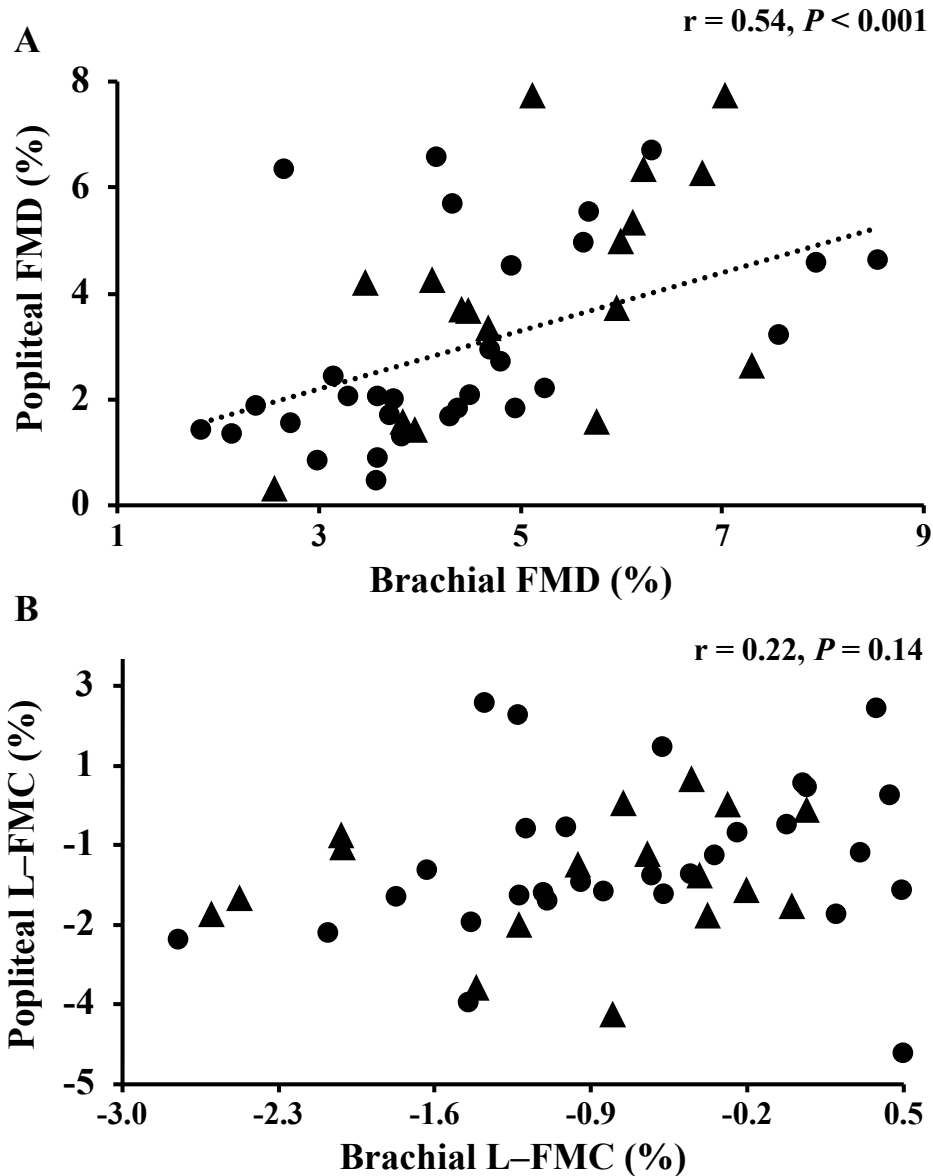 r = 0.54, P < 0.001
A
8
6
4
2
0
Popliteal FMD (%)
1 3 5 7 9
Brachial FMD (%)
B
r = 0.22, P = 0.14
3
1
-1
-2
-4
-5
Popliteal L–FMC (%)
-3.0 -2.3 -1.6 -0.9 -0.2 0.5
Brachial L–FMC (%)